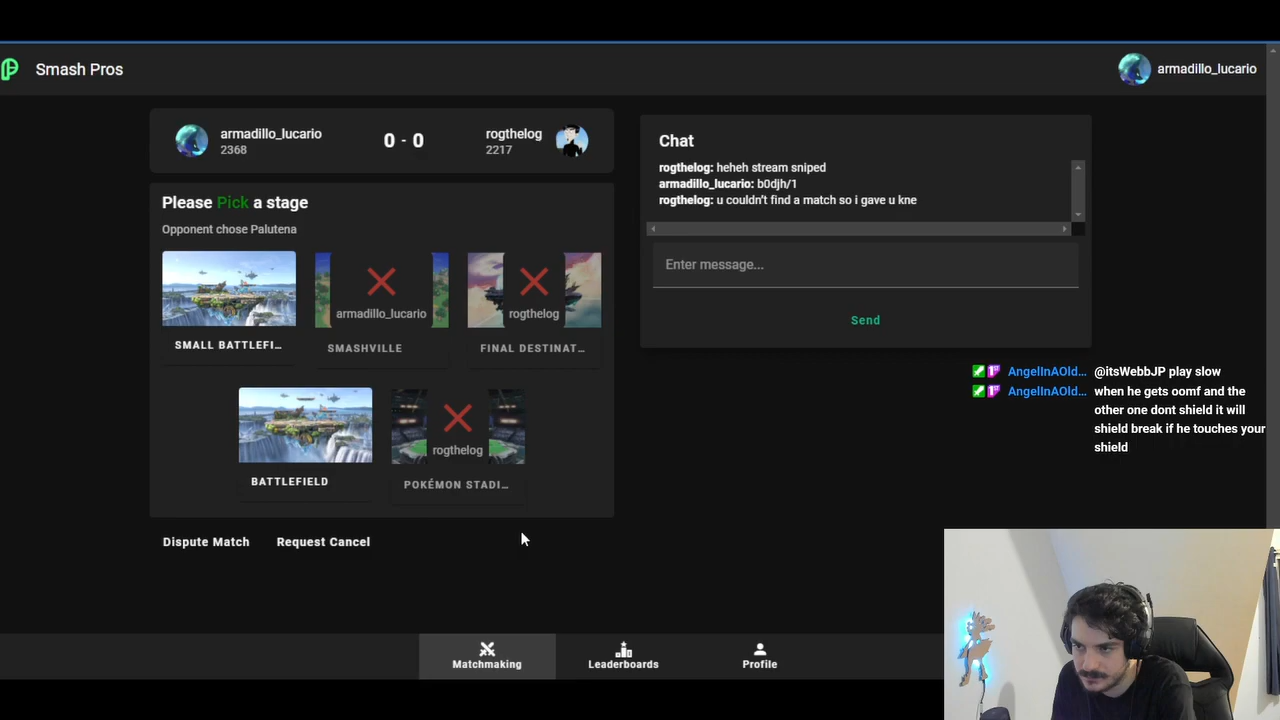 Smash Pros
armadillo_lucario
armadillo_lucario
2368
0 - 0
rogthelog
2217
Please Pick a stage
Opponent chose Palutena
armadillo_lucario
rogthelog
SMALL BATTLEFI...
SMASHVILLE
FINAL DESTINAT...
rogthelog
BATTLEFIELD
POKÉMON STADI...
Dispute Match
Request Cancel
Chat
rogthelog: heheh stream sniped
armadillo_lucario: b0djh/1
rogthelog: u couldn't find a match so i gave u kne
Enter message...
Send
AngelInAOld... @itsWebbJP play slow
AngelInAOld... when he gets oomf and the
other one dont shield it will
shield break if he touches your
shield
Matchmaking
Leaderboards
Profile